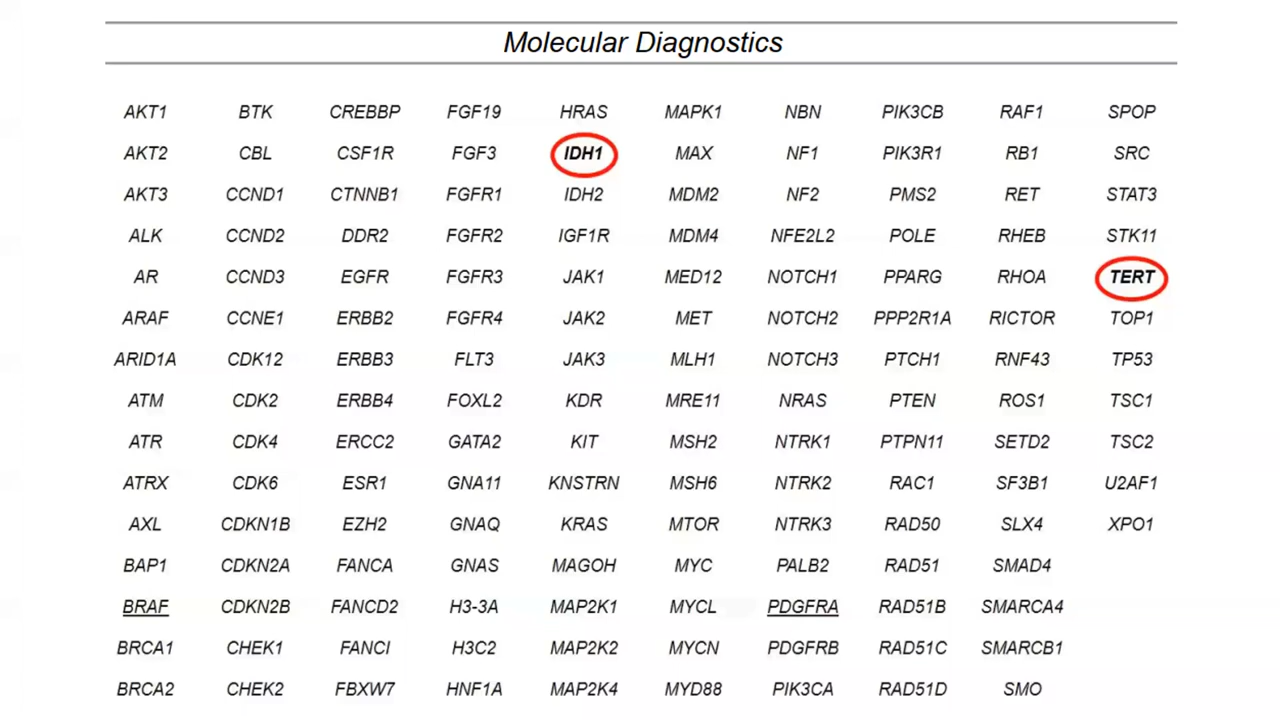 Molecular Diagnostics
AKT1 BTK CREBBP FGF19 HRAS MAPK1 NBN PIK3CB RAF1 SPOP
AKT2 CBL CSF1R FGF3 IDH1 MAX NF1 PIK3R1 RB1 SRC
AKT3 CCND1 CTNNB1 FGFR1 IDH2 MDM2 NF2 PMS2 RET STAT3
ALK CCND2 DDR2 FGFR2 IGF1R MDM4 NFE2L2 POLE RHEB STK11
AR CCND3 EGFR FGFR3 JAK1 MED12 NOTCH1 PPARG RHOA TERT
ARAF CCNE1 ERBB2 FGFR4 JAK2 MET NOTCH2 PPP2R1A RICTOR TOP1
ARID1A CDK12 ERBB3 FLT3 JAK3 MLH1 NOTCH3 PTCH1 RNF43 TP53
ATM CDK2 ERBB4 FOXL2 KDR MRE11 NRAS PTEN ROS1 TSC1
ATR CDK4 ERCC2 GATA2 KIT MSH2 NTRK1 PTPN11 SETD2 TSC2
ATRX CDK6 ESR1 GNA11 KNSTRN MSH6 NTRK2 RAC1 SF3B1 U2AF1
AXL CDKN1B EZH2 GNAQ KRAS MTOR NTRK3 RAD50 SLX4 XPO1
BAP1 CDKN2A FANCA GNAS MAGOH MYC PALB2 RAD51 SMAD4
BRAF CDKN2B FANCD2 H3-3A MAP2K1 MYCL PDGFRA RAD51B SMARCA4
BRCA1 CHEK1 FANCI H3C2 MAP2K2 MYCN PDGFRB RAD51C SMARCB1
BRCA2 CHEK2 FBXW7 HNF1A MAP2K4 MYD88 PIK3CA RAD51D SMO